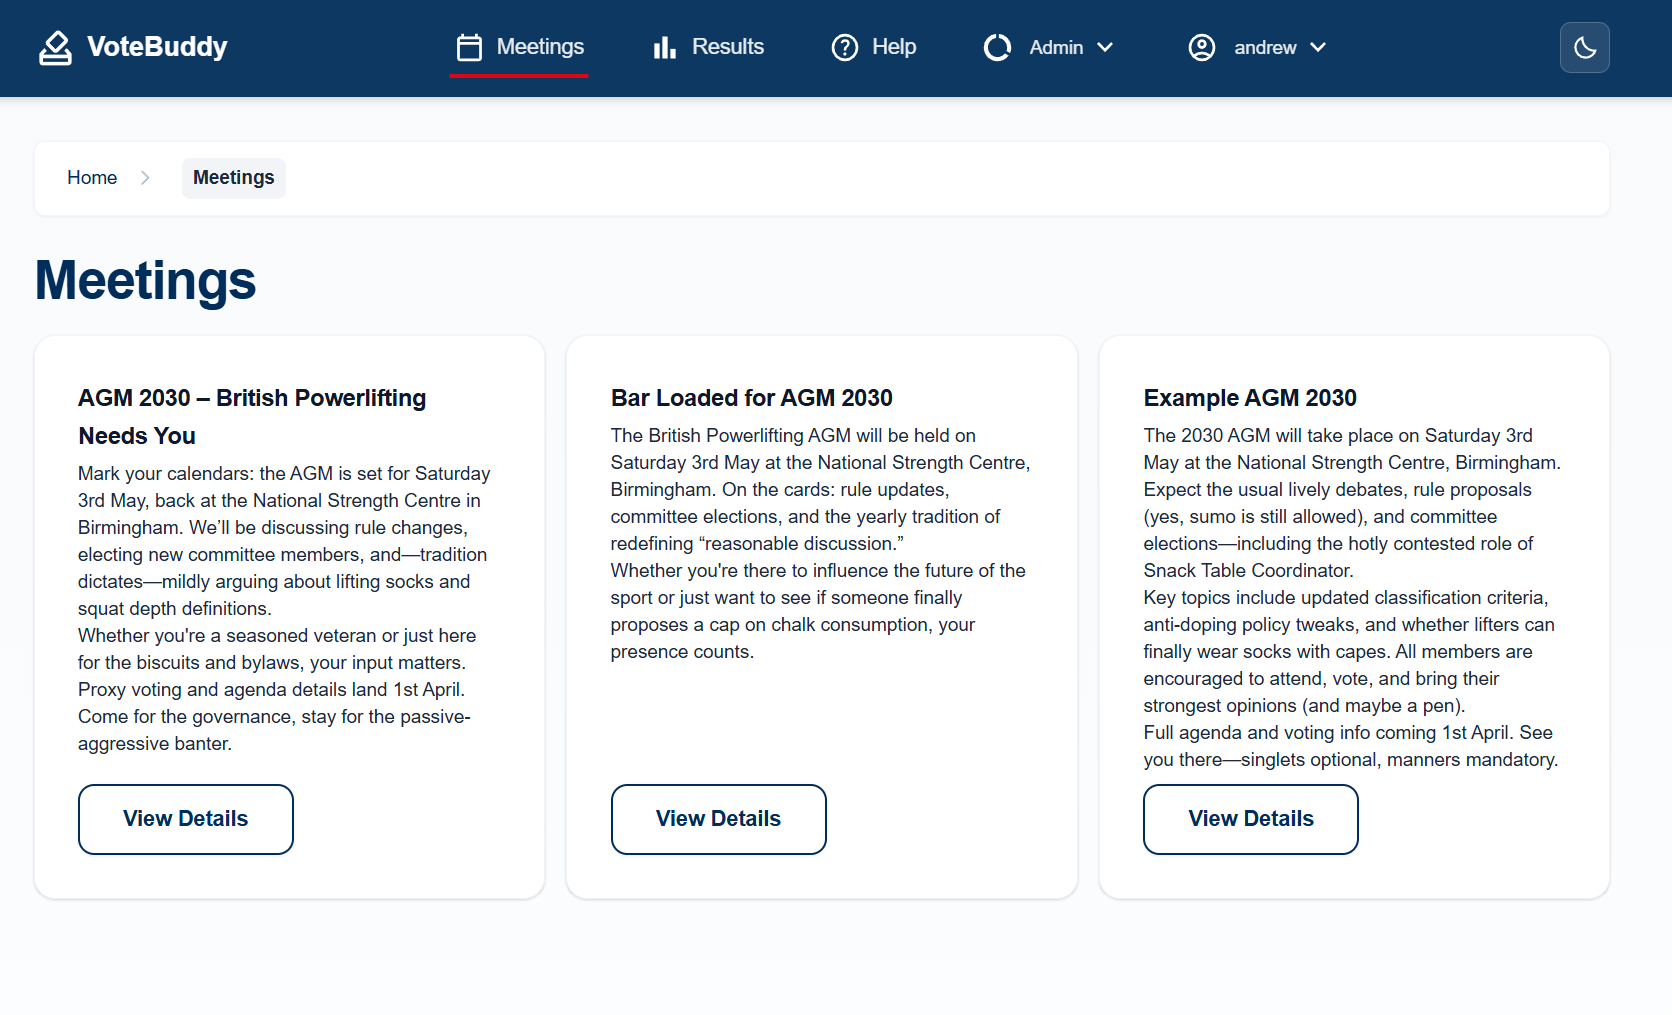 VoteBuddy
Meetings
Results
Help
Admin
andrew
Home
Meetings
Meetings
AGM 2030 – British Powerlifting
Needs You
Mark your calendars: the AGM is set for Saturday
3rd May, back at the National Strength Centre in
Birmingham. We’ll be discussing rule changes,
electing new committee members, and—tradition
dictates—mildly arguing about lifting socks and
squat depth definitions.
Whether you're a seasoned veteran or just here
for the biscuits and bylaws, your input matters.
Proxy voting and agenda details land 1st April.
Come for the governance, stay for the passive-
aggressive banter.
View Details
Bar Loaded for AGM 2030
The British Powerlifting AGM will be held on
Saturday 3rd May at the National Strength Centre,
Birmingham. On the cards: rule updates,
committee elections, and the yearly tradition of
redefining “reasonable discussion.”
Whether you're there to influence the future of the
sport or just want to see if someone finally
proposes a cap on chalk consumption, your
presence counts.
View Details
Example AGM 2030
The 2030 AGM will take place on Saturday 3rd
May at the National Strength Centre, Birmingham.
Expect the usual lively debates, rule proposals
(yes, sumo is still allowed), and committee
elections—including the hotly contested role of
Snack Table Coordinator.
Key topics include updated classification criteria,
anti-doping policy tweaks, and whether lifters can
finally wear socks with capes. All members are
encouraged to attend, vote, and bring their
strongest opinions (and maybe a pen).
Full agenda and voting info coming 1st April. See
you there—singlets optional, manners mandatory.
View Details